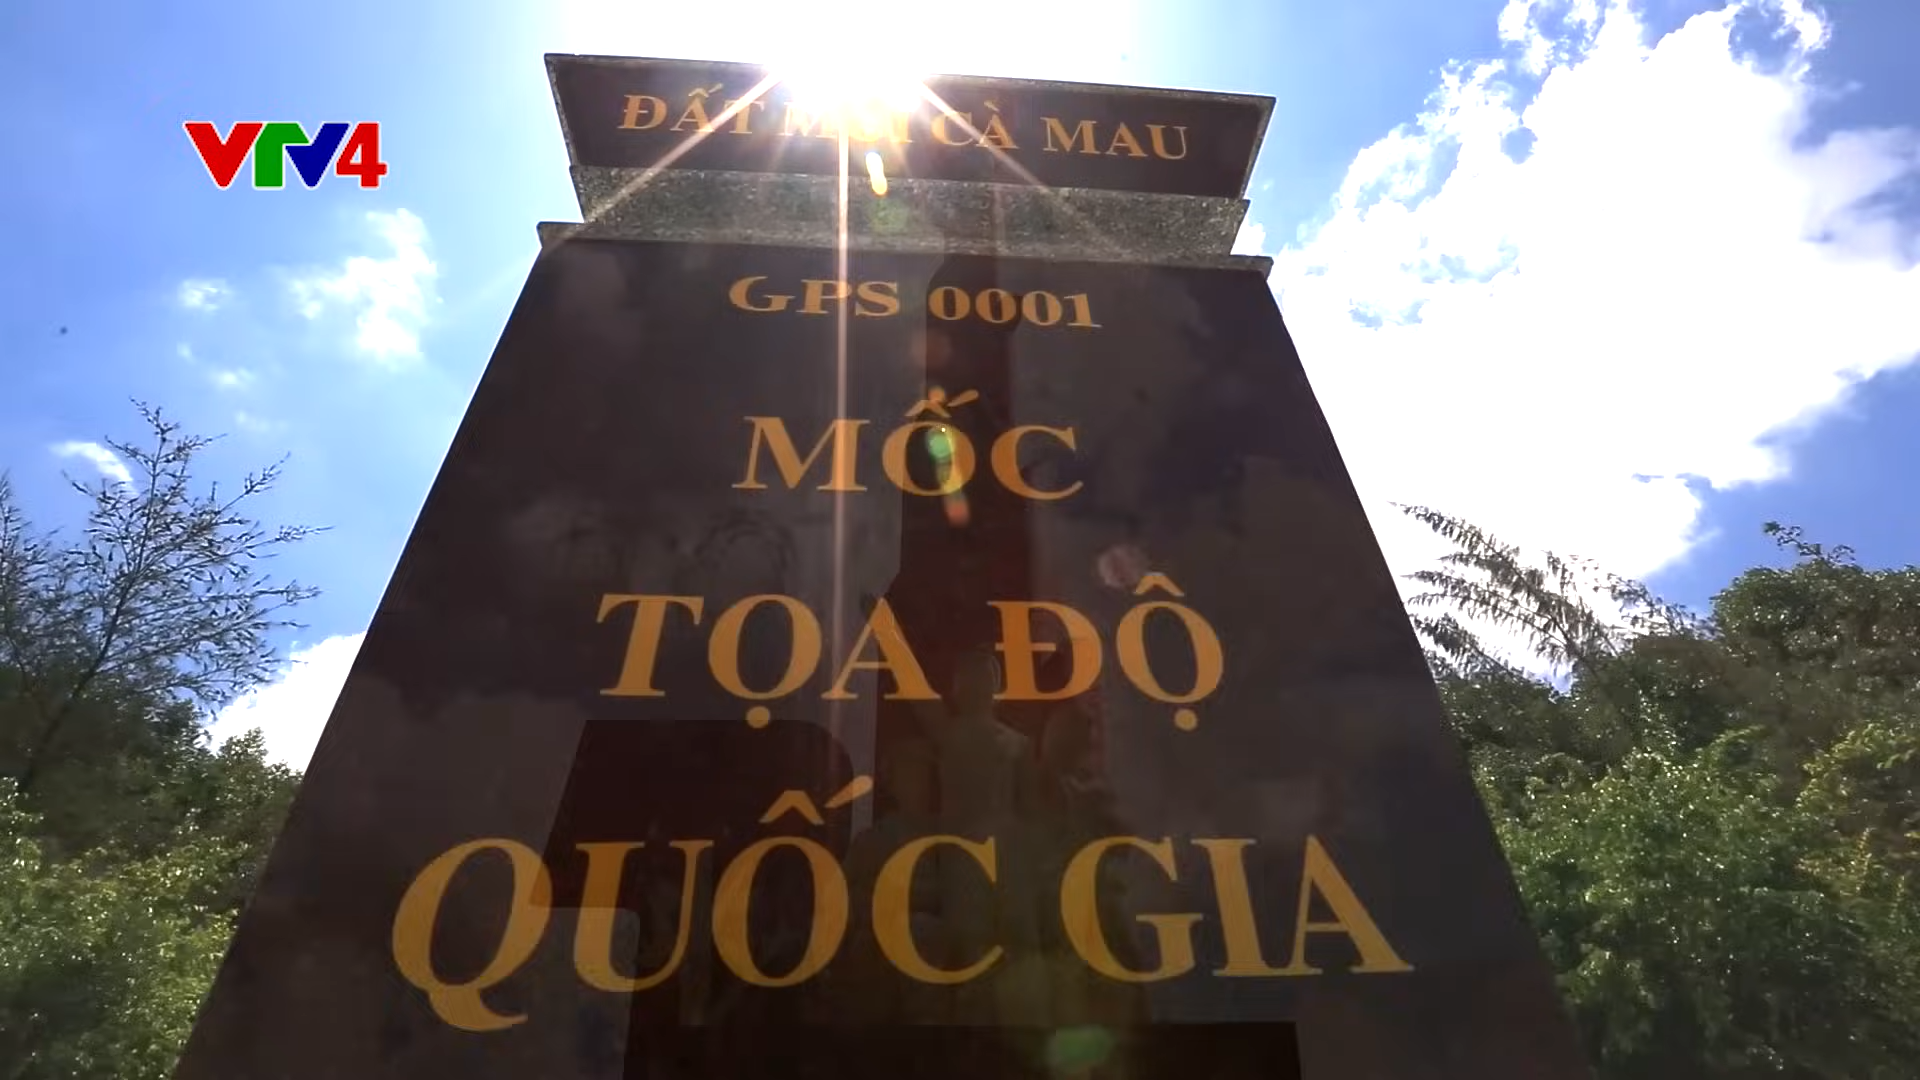 VTV4
ĐẤT MŨI CÀ MAU
GPS 0001
MỐC
TỌA ĐỘ
QUỐC GIA